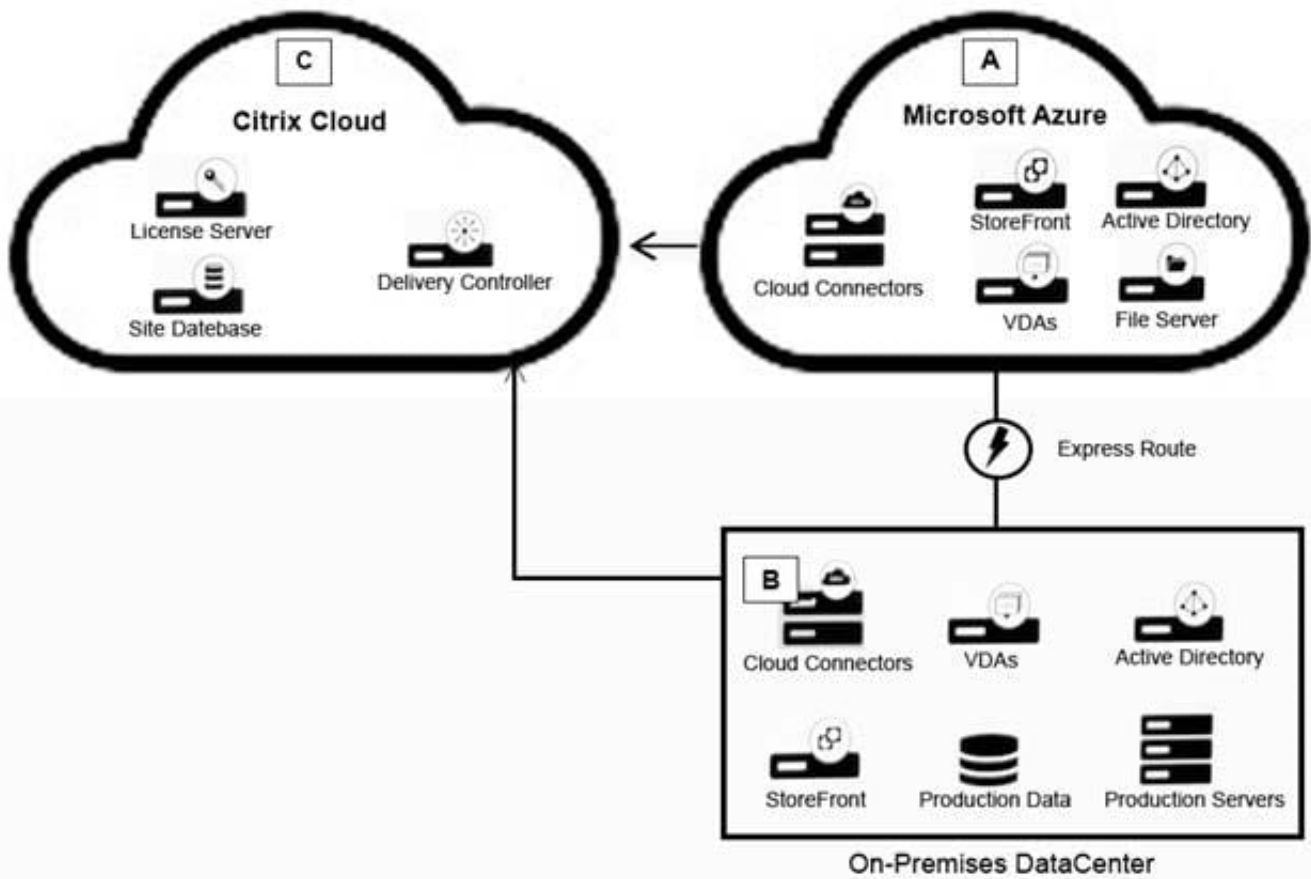 C
Citrix Cloud
License Server
Delivery Controller
Site Datebase
A
Microsoft Azure
StoreFront
Active Directory
Cloud Connectors
VDAs
File Server
Express Route
B
Cloud Connectors
VDAs
Active Directory
StoreFront
Production Data
Production Servers
On-Premises DataCenter